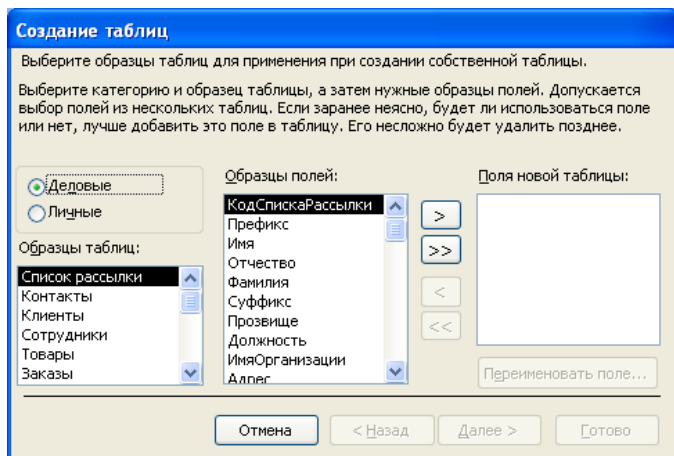 Создание таблиц
Выберите образцы таблиц для применения при создании собственной таблицы.
Выберите категорию и образец таблицы, а затем нужные образцы полей. Допускается
выбор полей из нескольких таблиц. Если заранее неясно, будет ли использоваться поле
или нет, лучше добавить это поле в таблицу. Его несложно будет удалить позднее.
Деловые
Личные
Образцы таблиц:
Список рассылки
Контакты
Клиенты
Сотрудники
Товары
Заказы
Образцы полей:
КодСпискаРассылки
Префикс
Имя
Отчество
Фамилия
Суффикс
Прозвище
Должность
ИмяОрганизации
Адрес
>
>>
<
<<
Поля новой таблицы:
Переименовать поле...
Отмена
< Назад
Далее >
Готово